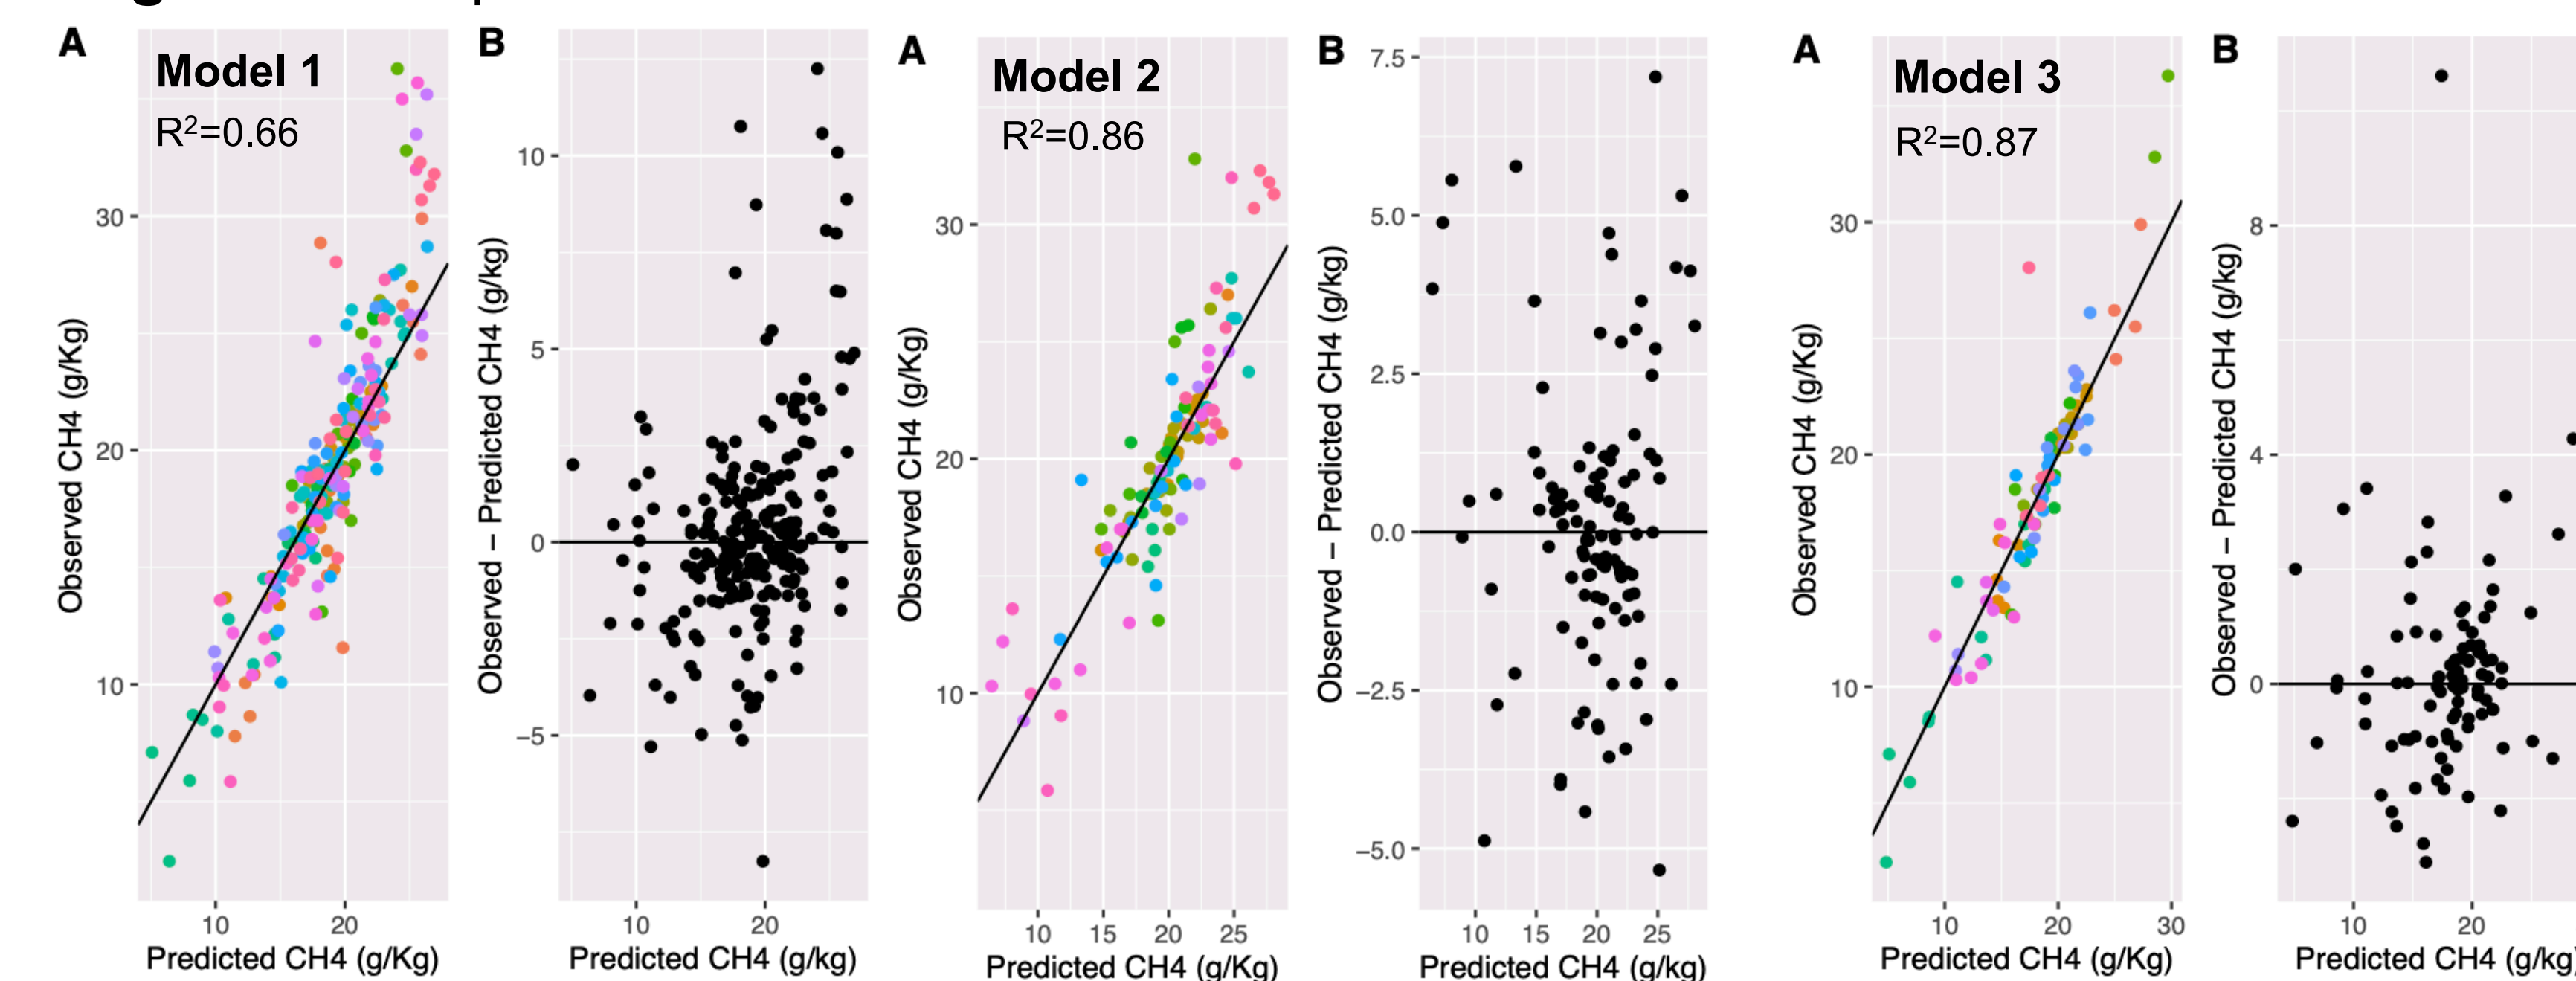 A
Model 1
R²=0.66
Observed CH4 (g/Kg)
30
20
10
10
20
Predicted CH4 (g/Kg)
B
Observed − Predicted CH4 (g/kg)
10
5
0
−5
10
20
Predicted CH4 (g/kg)
A
Model 2
R²=0.86
Observed CH4 (g/Kg)
30
20
10
10
15
20
25
Predicted CH4 (g/Kg)
B
Observed − Predicted CH4 (g/kg)
7.5
5.0
2.5
0.0
−2.5
−5.0
10
15
20
25
Predicted CH4 (g/kg)
A
Model 3
R²=0.87
Observed CH4 (g/Kg)
30
20
10
10
20
30
Predicted CH4 (g/Kg)
B
Observed − Predicted CH4 (g/kg)
8
4
0
10
20
Predicted CH4 (g/kg